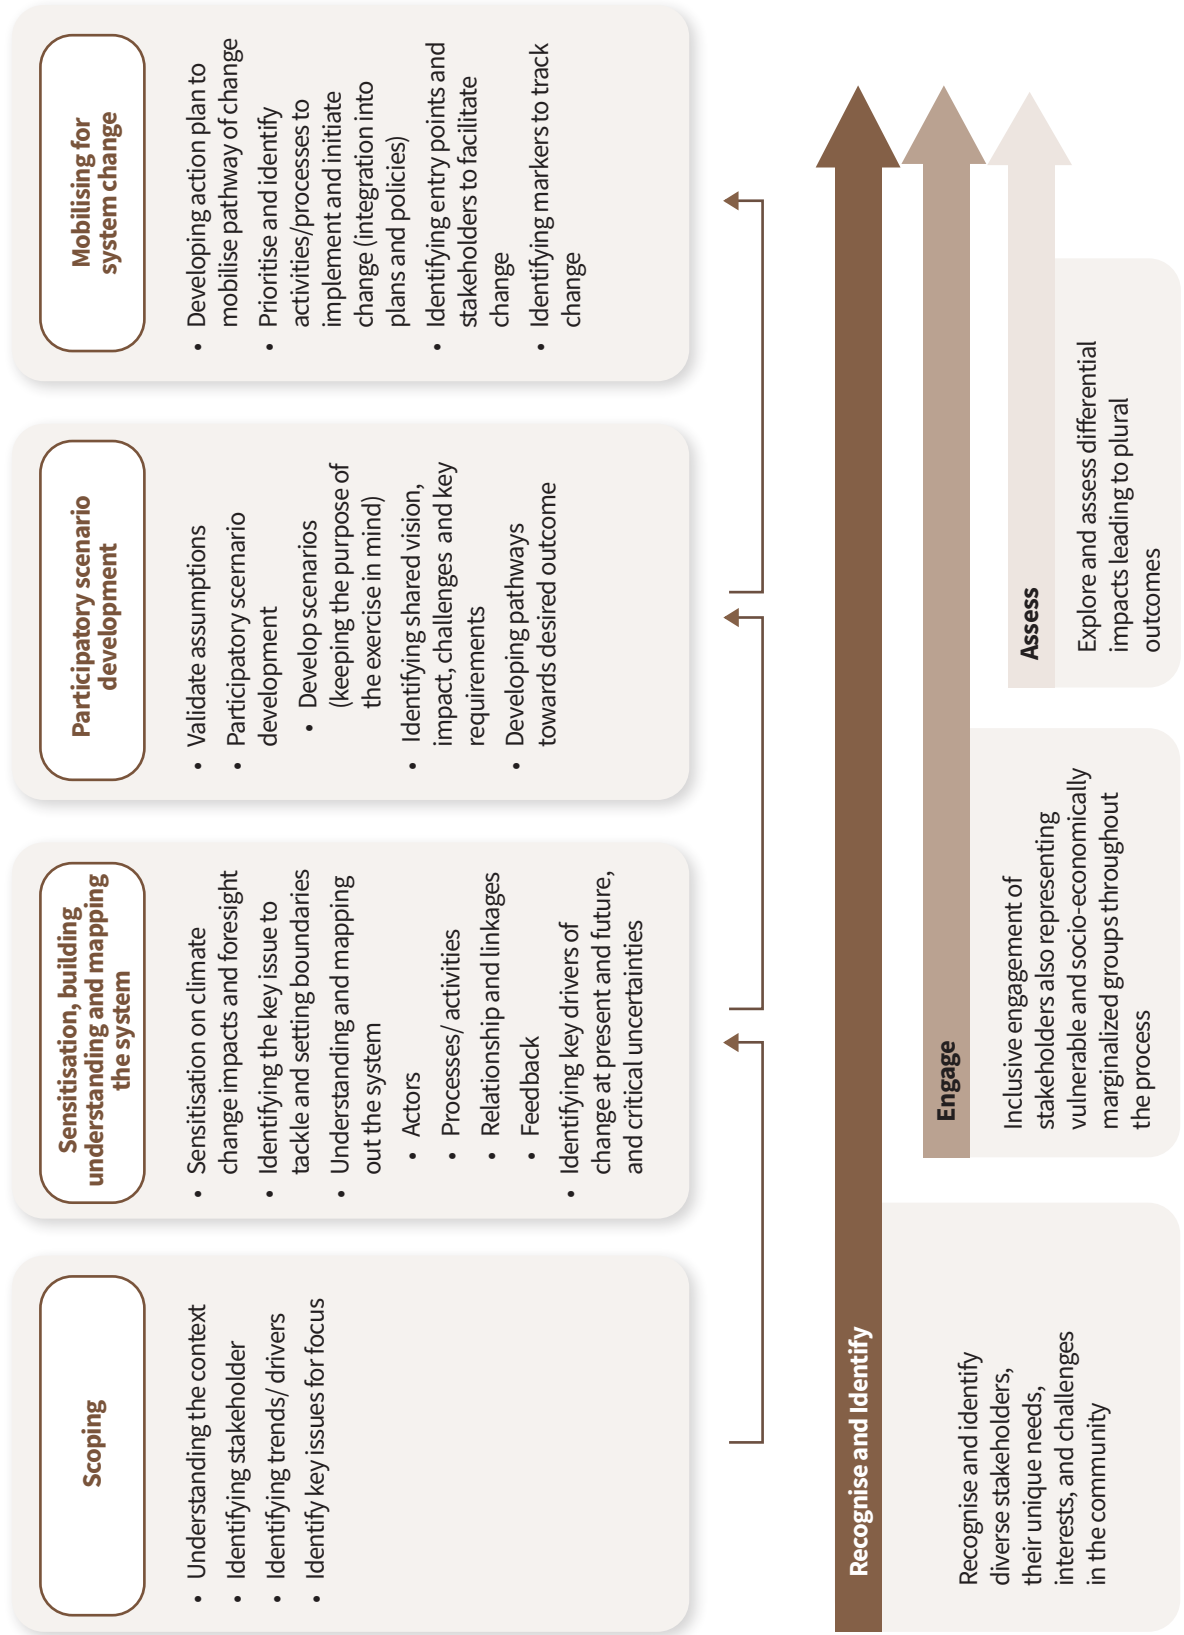 Scoping
• Understanding the context
• Identifying stakeholder
• Identifying trends/ drivers
• Identify key issues for focus
Sensitisation, building
understanding and mapping
the system
• Sensitisation on climate
change impacts and foresight
• Identifying the key issue to
tackle and setting boundaries
• Understanding and mapping
out the system
• Actors
• Processes/ activities
• Relationship and linkages
• Feedback
• Identifying key drivers of
change at present and future,
and critical uncertainties
Participatory scenario
development
• Validate assumptions
• Participatory scernario
development
• Develop scenarios
(keeping the purpose of
the exercise in mind)
• Identifying shared vision,
impact, challenges and key
requirements
• Developing pathways
towards desired outcome
Mobilising for
system change
• Developing action plan to
mobilise pathway of change
• Prioritise and identify
activities/processes to
implement and initiate
change (integration into
plans and policies)
• Identifying entry points and
stakeholders to facilitate
change
• Identifying markers to track
change
Recognise and Identify
Recognise and identify
diverse stakeholders,
their unique needs,
interests, and challenges
in the community
Engage
Inclusive engagement of
stakeholders also representing
vulnerable and socio-economically
marginalized groups throughout
the process
Assess
Explore and assess differential
impacts leading to plural
outcomes